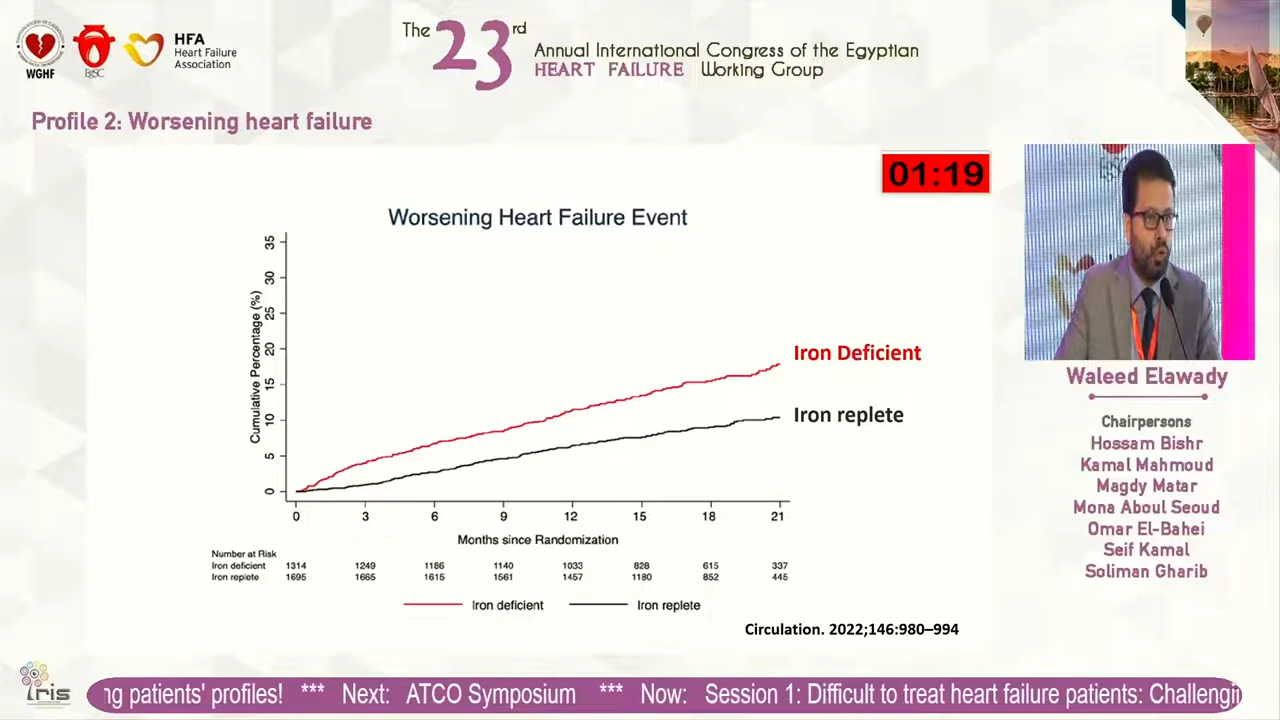 WGHF
EgSC
HFA
Heart Failure
Association
The 23rd
Annual International Congress of the Egyptian
HEART FAILURE Working Group
Profile 2: Worsening heart failure
01:19
Worsening Heart Failure Event
Cumulative Percentage (%)
35
30
25
20
15
10
5
0
0 3 6 9 12 15 18 21
Months since Randomization
Iron Deficient
Iron replete
Number at Risk
Iron deficient 1314 1249 1186 1140 1033 828 615 337
Iron replete 1695 1665 1615 1561 1457 1180 852 445
Iron deficient Iron replete
Circulation. 2022;146:980–994
Waleed Elawady
Chairpersons
Hossam Bishr
Kamal Mahmoud
Magdy Matar
Mona Aboul Seoud
Omar El-Bahei
Seif Kamal
Soliman Gharib
Iris
ng patients' profiles! *** Next: ATCO Symposium *** Now: Session 1: Difficult to treat heart failure patients: Challengin